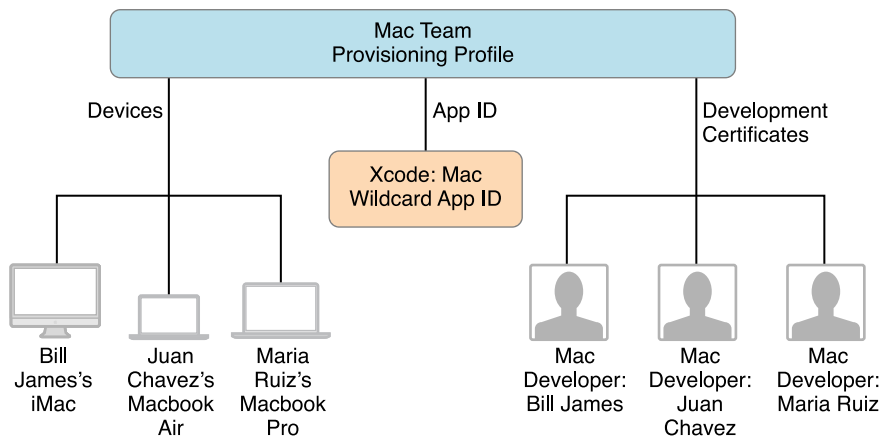 Mac Team
Provisioning Profile
Devices
App ID
Development
Certificates
Xcode: Mac
Wildcard App ID
Bill
James's
iMac
Juan
Chavez's
Macbook
Air
Maria
Ruiz's
Macbook
Pro
Mac
Developer:
Bill James
Mac
Developer:
Juan
Chavez
Mac
Developer:
Maria Ruiz